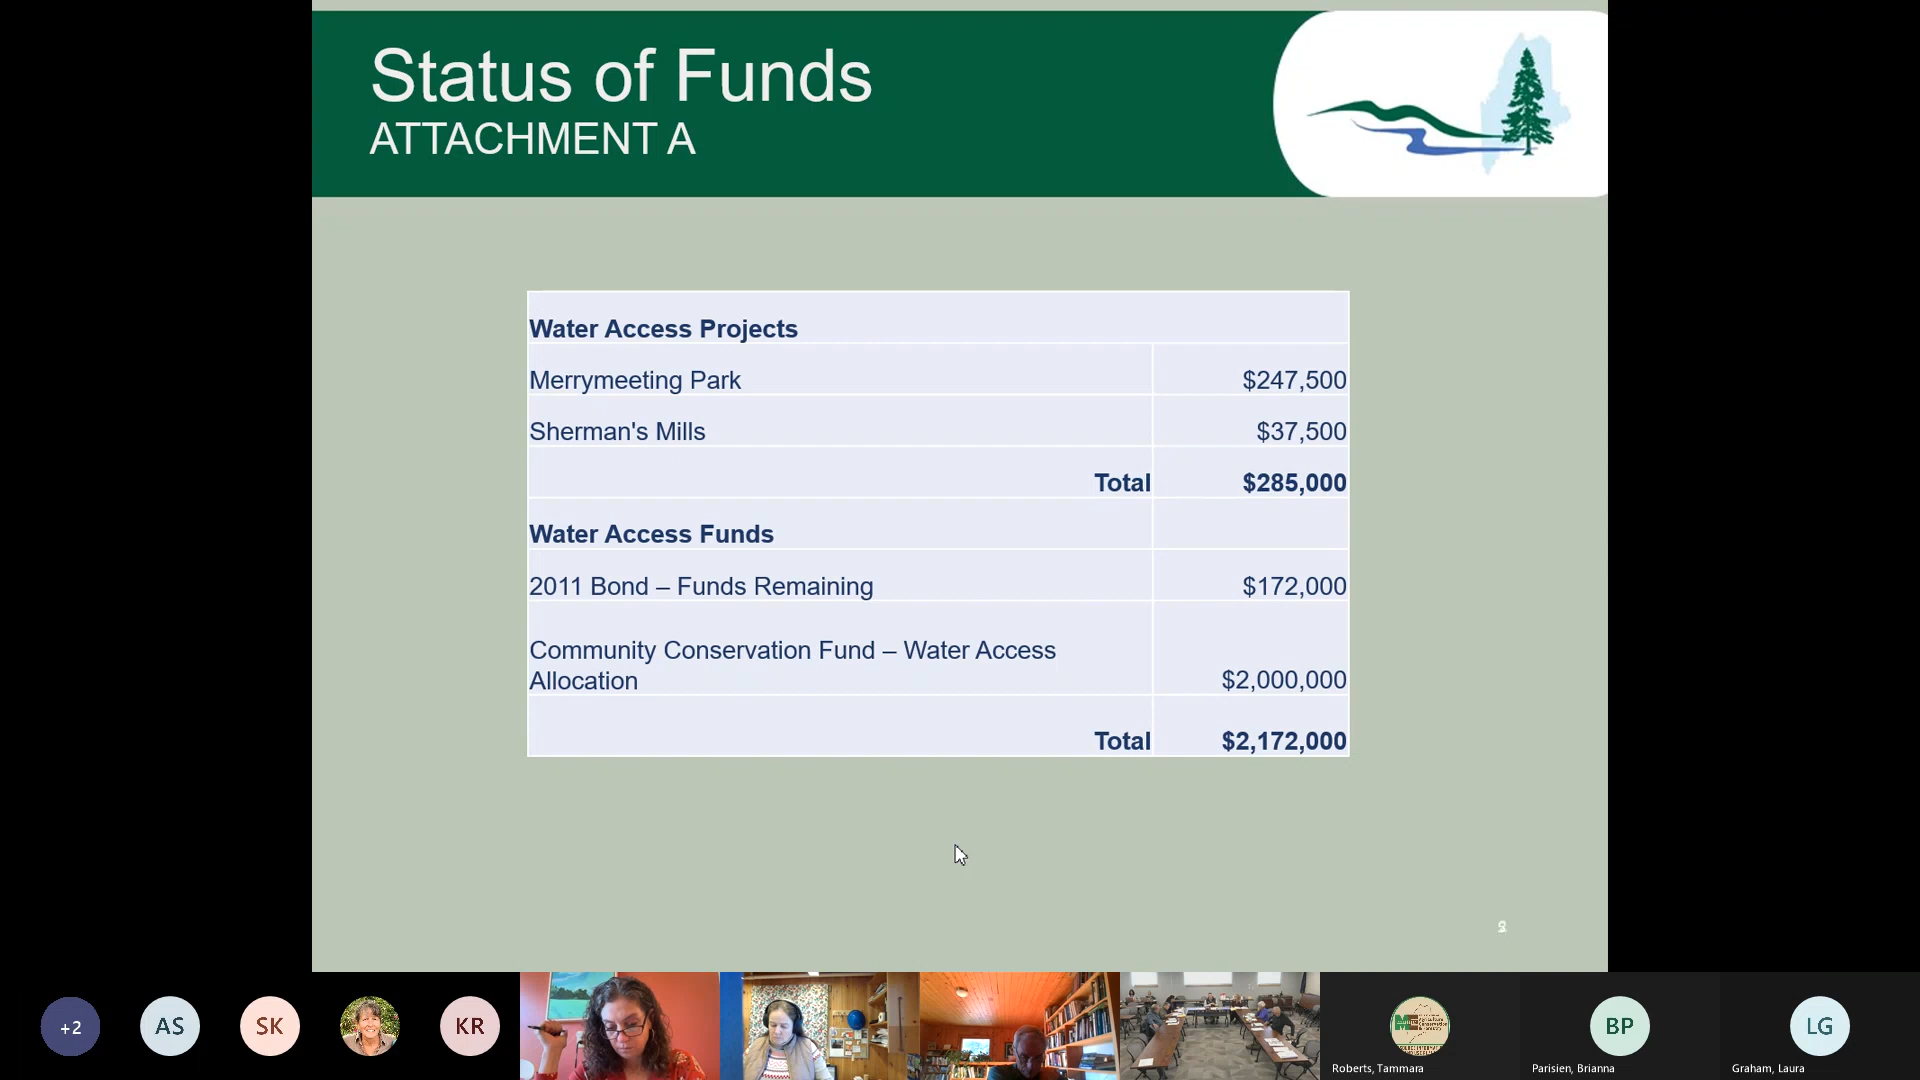 Status of Funds
ATTACHMENT A
Water Access Projects
Merrymeeting Park $247,500
Sherman's Mills $37,500
Total $285,000
Water Access Funds
2011 Bond – Funds Remaining $172,000
Community Conservation Fund – Water Access
Allocation $2,000,000
Total $2,172,000
+2
AS
SK
KR
BP
LG
Roberts, Tammara
Parisien, Brianna
Graham, Laura